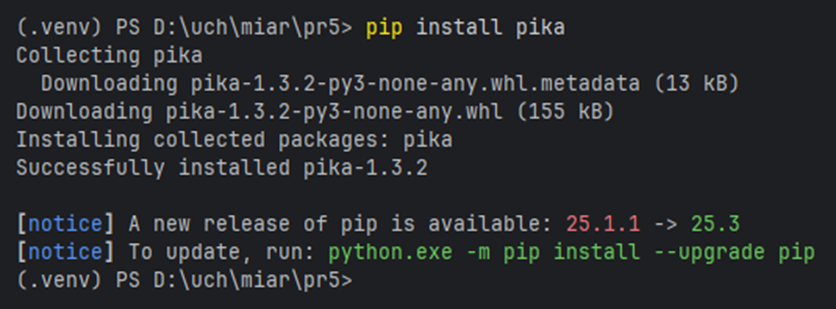 (.venv) PS D:\uch\miar\pr5> pip install pika
Collecting pika
  Downloading pika-1.3.2-py3-none-any.whl.metadata (13 kB)
Downloading pika-1.3.2-py3-none-any.whl (155 kB)
Installing collected packages: pika
Successfully installed pika-1.3.2

[notice] A new release of pip is available: 25.1.1 -> 25.3
[notice] To update, run: python.exe -m pip install --upgrade pip
(.venv) PS D:\uch\miar\pr5>